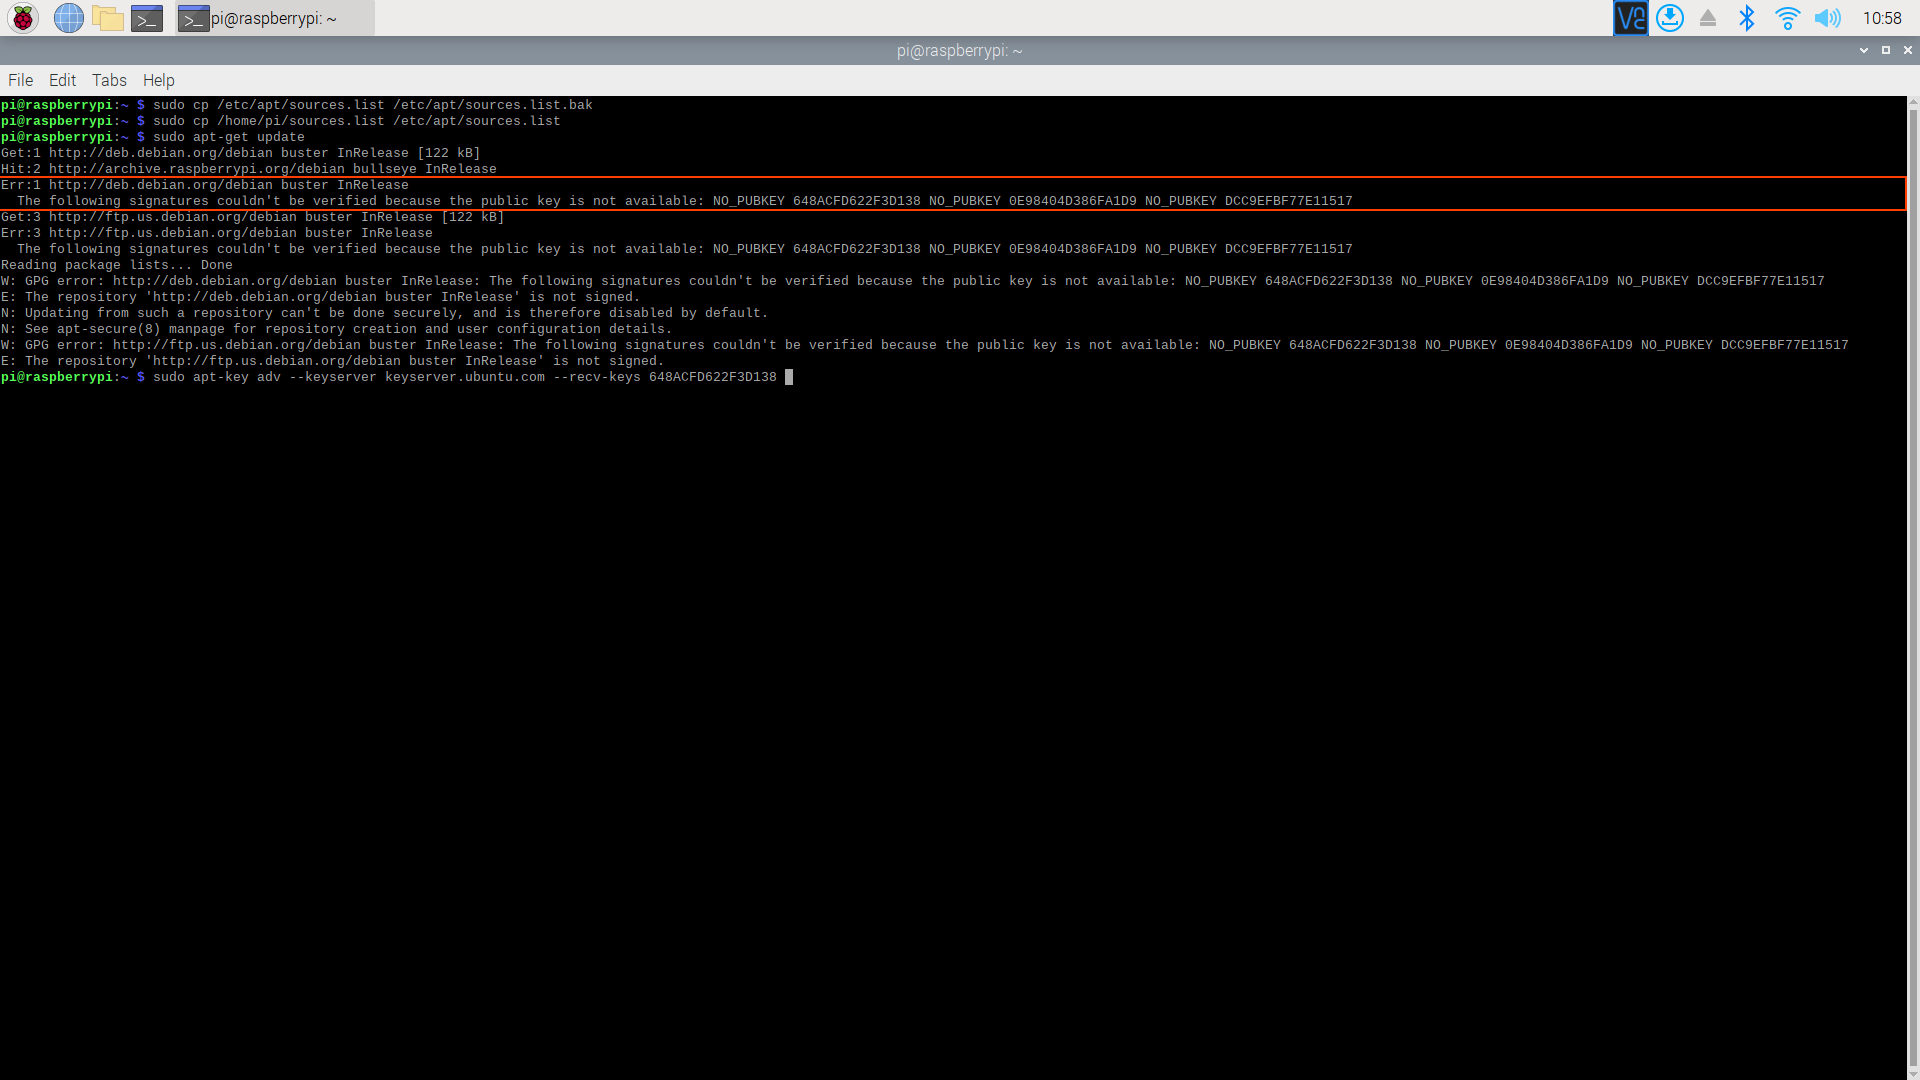 pi@raspberrypi: ~
10:58
pi@raspberrypi: ~
File Edit Tabs Help
pi@raspberrypi:~ $ sudo cp /etc/apt/sources.list /etc/apt/sources.list.bak
pi@raspberrypi:~ $ sudo cp /home/pi/sources.list /etc/apt/sources.list
pi@raspberrypi:~ $ sudo apt-get update
Get:1 http://deb.debian.org/debian buster InRelease [122 kB]
Hit:2 http://archive.raspberrypi.org/debian bullseye InRelease
Err:1 http://deb.debian.org/debian buster InRelease
  The following signatures couldn't be verified because the public key is not available: NO_PUBKEY 648ACFD622F3D138 NO_PUBKEY 0E98404D386FA1D9 NO_PUBKEY DCC9EFBF77E11517
Get:3 http://ftp.us.debian.org/debian buster InRelease [122 kB]
Err:3 http://ftp.us.debian.org/debian buster InRelease
  The following signatures couldn't be verified because the public key is not available: NO_PUBKEY 648ACFD622F3D138 NO_PUBKEY 0E98404D386FA1D9 NO_PUBKEY DCC9EFBF77E11517
Reading package lists... Done
W: GPG error: http://deb.debian.org/debian buster InRelease: The following signatures couldn't be verified because the public key is not available: NO_PUBKEY 648ACFD622F3D138 NO_PUBKEY 0E98404D386FA1D9 NO_PUBKEY DCC9EFBF77E11517
E: The repository 'http://deb.debian.org/debian buster InRelease' is not signed.
N: Updating from such a repository can't be done securely, and is therefore disabled by default.
N: See apt-secure(8) manpage for repository creation and user configuration details.
W: GPG error: http://ftp.us.debian.org/debian buster InRelease: The following signatures couldn't be verified because the public key is not available: NO_PUBKEY 648ACFD622F3D138 NO_PUBKEY 0E98404D386FA1D9 NO_PUBKEY DCC9EFBF77E11517
E: The repository 'http://ftp.us.debian.org/debian buster InRelease' is not signed.
pi@raspberrypi:~ $ sudo apt-key adv --keyserver keyserver.ubuntu.com --recv-keys 648ACFD622F3D138